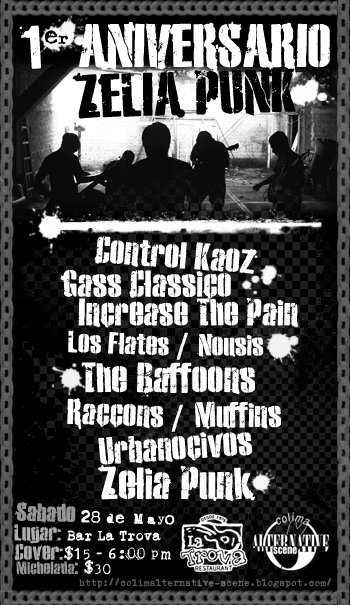 1er ANIVERSARIO
ZELIA PUNK
Control Kaoz
Gass Classico
Increase The Pain
Los Flates / Nousis
The Baffoons
Raccons / Muffins
Urbanocivos
Zelia Punk
Sabado 28 de Mayo
Lugar: Bar La Trova
Cover: $15 - 6:00 pm
Michelada: $30
La Trova
RESTAURANT
colima
ALTERNATIVE
scene
http://colimalternative-scene.blogspot.com/